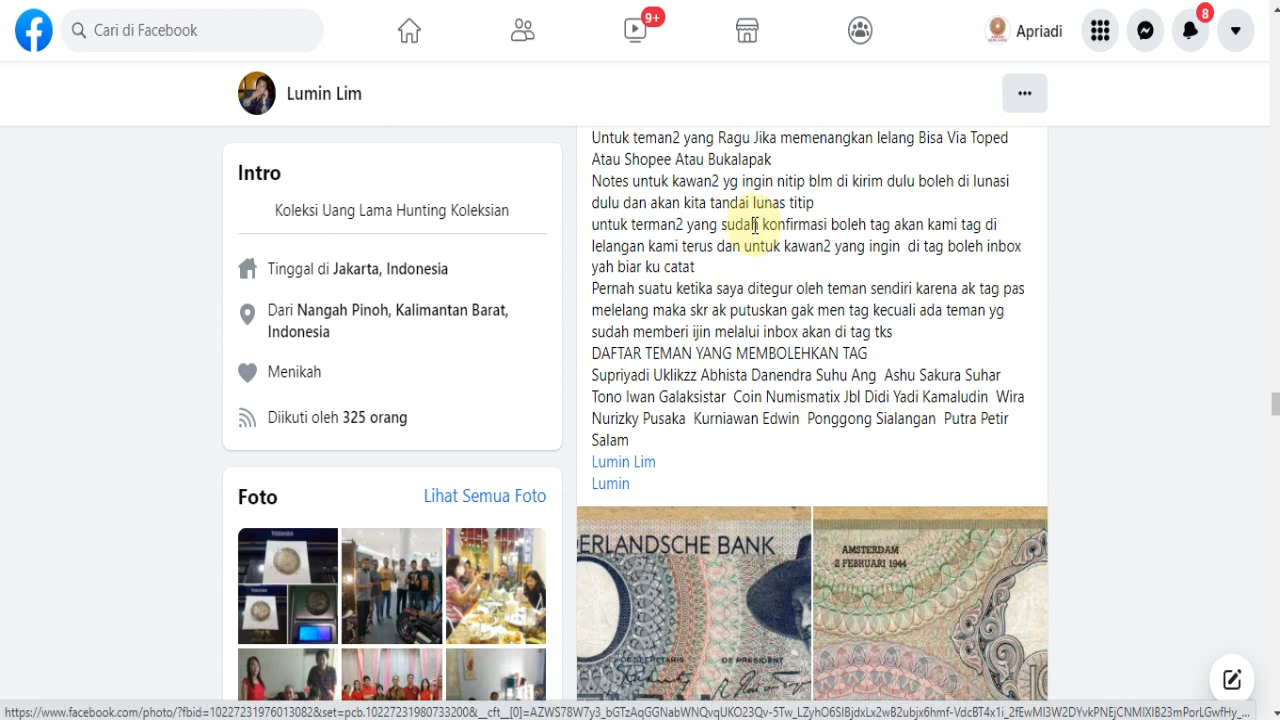 Cari di Facebook
9+
Apriadi
8
Lumin Lim
Intro
Koleksi Uang Lama Hunting Koleksian
Tinggal di Jakarta, Indonesia
Dari Nangah Pinoh, Kalimantan Barat,
Indonesia
Menikah
Diikuti oleh 325 orang
Foto
Lihat Semua Foto
TOSHIBA
Untuk teman2 yang Ragu Jika memenangkan lelang Bisa Via Toped
Atau Shopee Atau Bukalapak
Notes untuk kawan2 yg ingin nitip blm di kirim dulu boleh di lunasi
dulu dan akan kita tandai lunas titip
untuk terman2 yang sudah konfirmasi boleh tag akan kami tag di
lelangan kami terus dan untuk kawan2 yang ingin di tag boleh inbox
yah biar ku catat
Pernah suatu ketika saya ditegur oleh teman sendiri karena ak tag pas
melelang maka skr ak putuskan gak men tag kecuali ada teman yg
sudah memberi ijin melalui inbox akan di tag tks
DAFTAR TEMAN YANG MEMBOLEHKAN TAG
Supriyadi Uklikzz Abhista Danendra Suhu Ang Ashu Sakura Suhar
Tono Iwan Galaksistar Coin Numismatix Jbl Didi Yadi Kamaludin Wira
Nurizky Pusaka Kurniawan Edwin Ponggong Sialangan Putra Petir
Salam
Lumin Lim
Lumin
ERLANDSCHE BANK
DE SECRETARIS
DE PRESIDENT
AMSTERDAM
2 FEBRUARI 1944